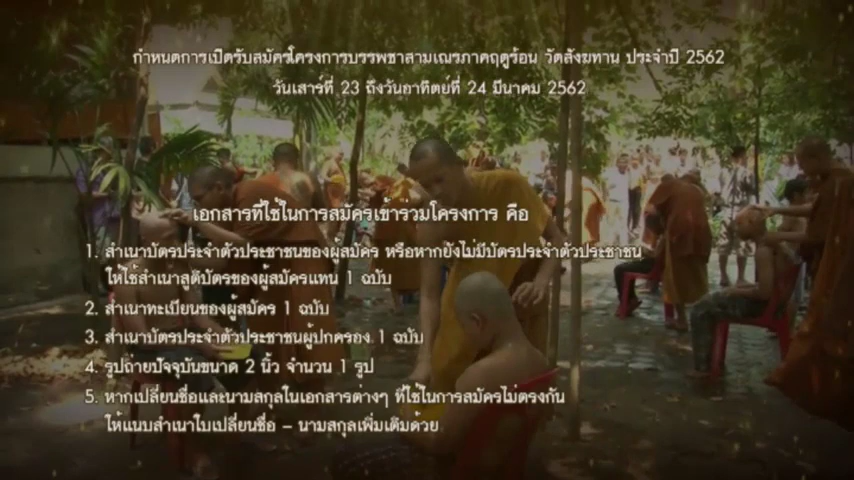 กำหนดการเปิดรับสมัครโครงการบรรพชาสามเณรภาคฤดูร้อน วัดสังฆทาน ประจำปี 2562
วันเสาร์ที่ 23 ถึงวันอาทิตย์ที่ 24 มีนาคม 2562
เอกสารที่ใช้ในการสมัครเข้าร่วมโครงการ คือ
1. สำเนาบัตรประจำตัวประชาชนของผู้สมัคร หรือหากยังไม่มีบัตรประจำตัวประชาชน
ให้ใช้สำเนาสูติบัตรของผู้สมัครแทน 1 ฉบับ
2. สำเนาทะเบียนของผู้สมัคร 1 ฉบับ
3. สำเนาบัตรประจำตัวประชาชนผู้ปกครอง 1 ฉบับ
4. รูปถ่ายปัจจุบันขนาด 2 นิ้ว จำนวน 1 รูป
5. หากเปลี่ยนชื่อและนามสกุลในเอกสารต่างๆ ที่ใช้ในการสมัครไม่ตรงกัน
ให้แนบสำเนาใบเปลี่ยนชื่อ – นามสกุลเพิ่มเติมด้วย